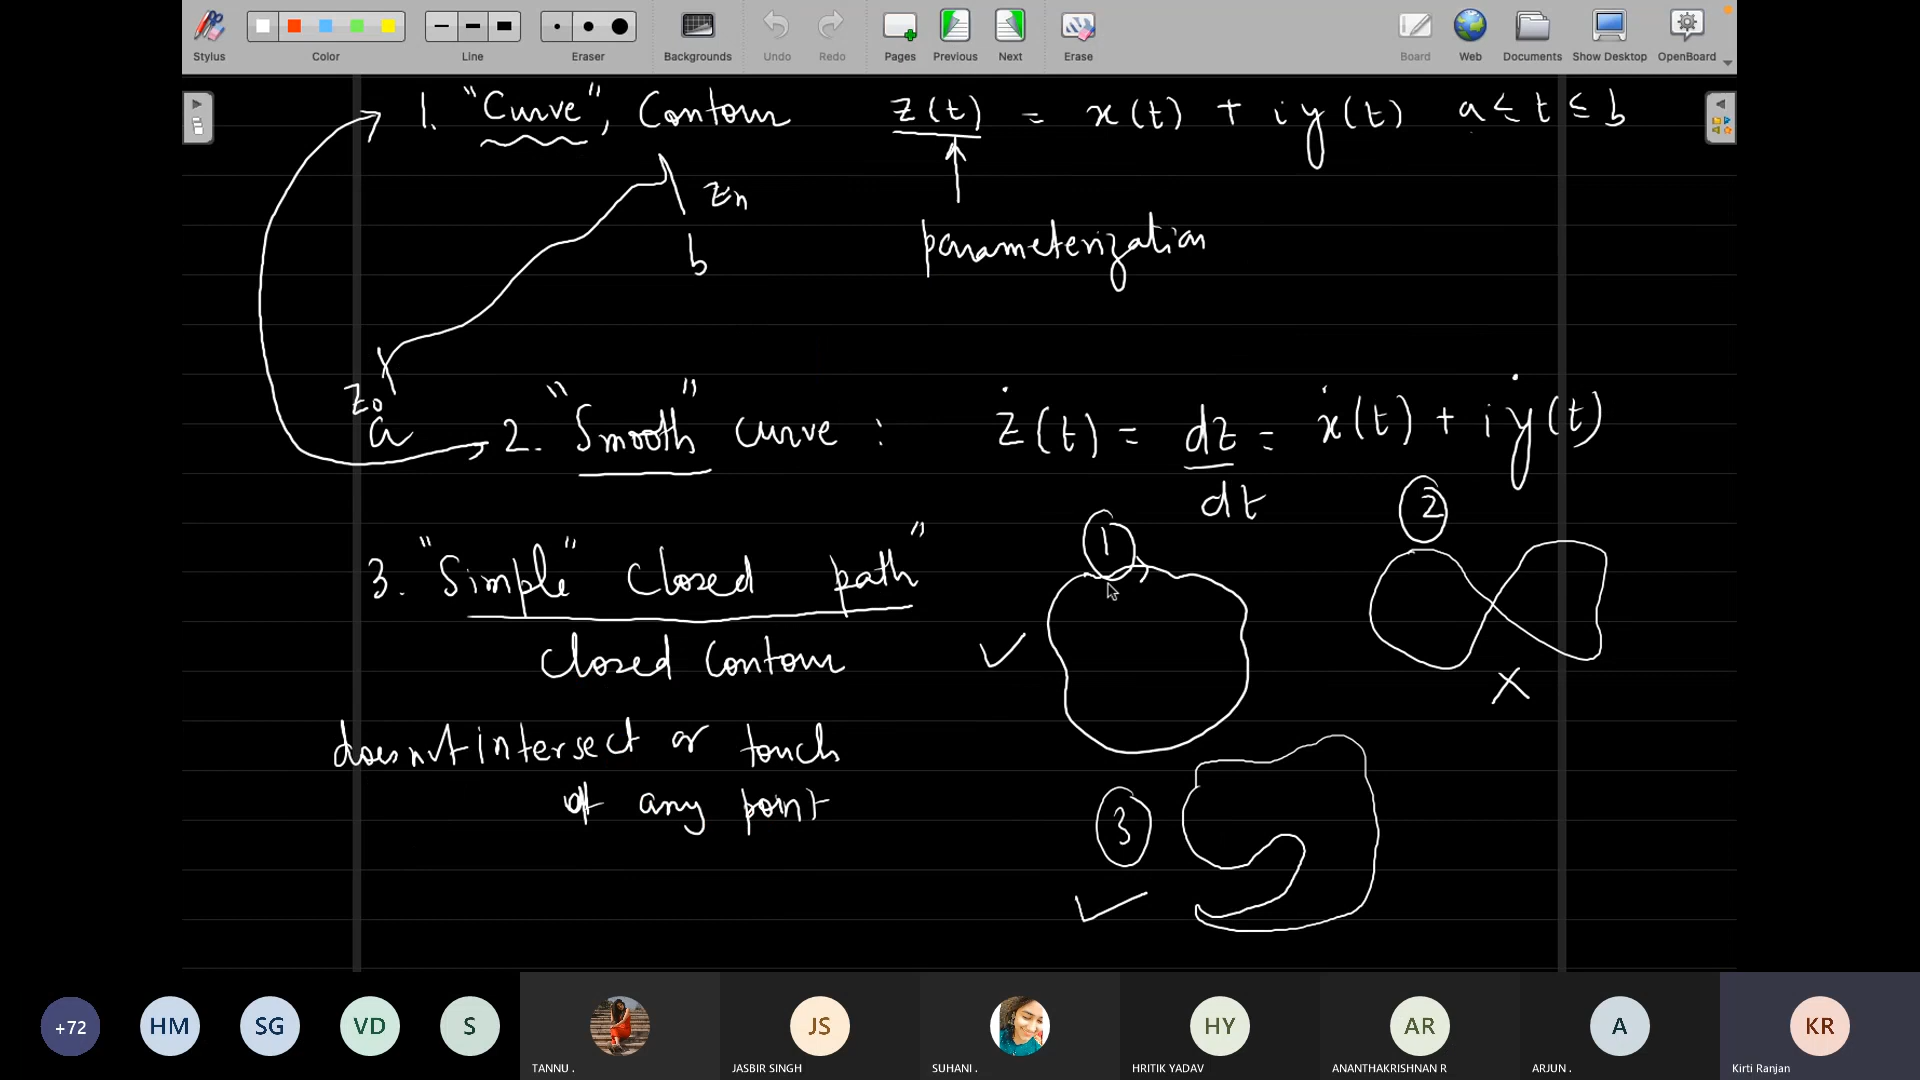 Stylus Color Line Eraser Backgrounds Undo Redo Pages Previous Next Erase Board Web Documents Show Desktop OpenBoard
1. "Curve", Contour z(t) = x(t) + iy(t) a ≤ t ≤ b
zn
b
parameterization
z0
a
2. "Smooth" curve : ż(t) = dz/dt = ẋ(t) + iẏ(t)
1
2
3. "Simple" closed path"
closed contour
✓
X
does not intersect or touch
at any point
3
✓
+72 HM SG VD S JS HY AR A KR
TANNU . JASBIR SINGH SUHANI . HRITIK YADAV ANANTHAKRISHNAN R ARJUN . Kirti Ranjan